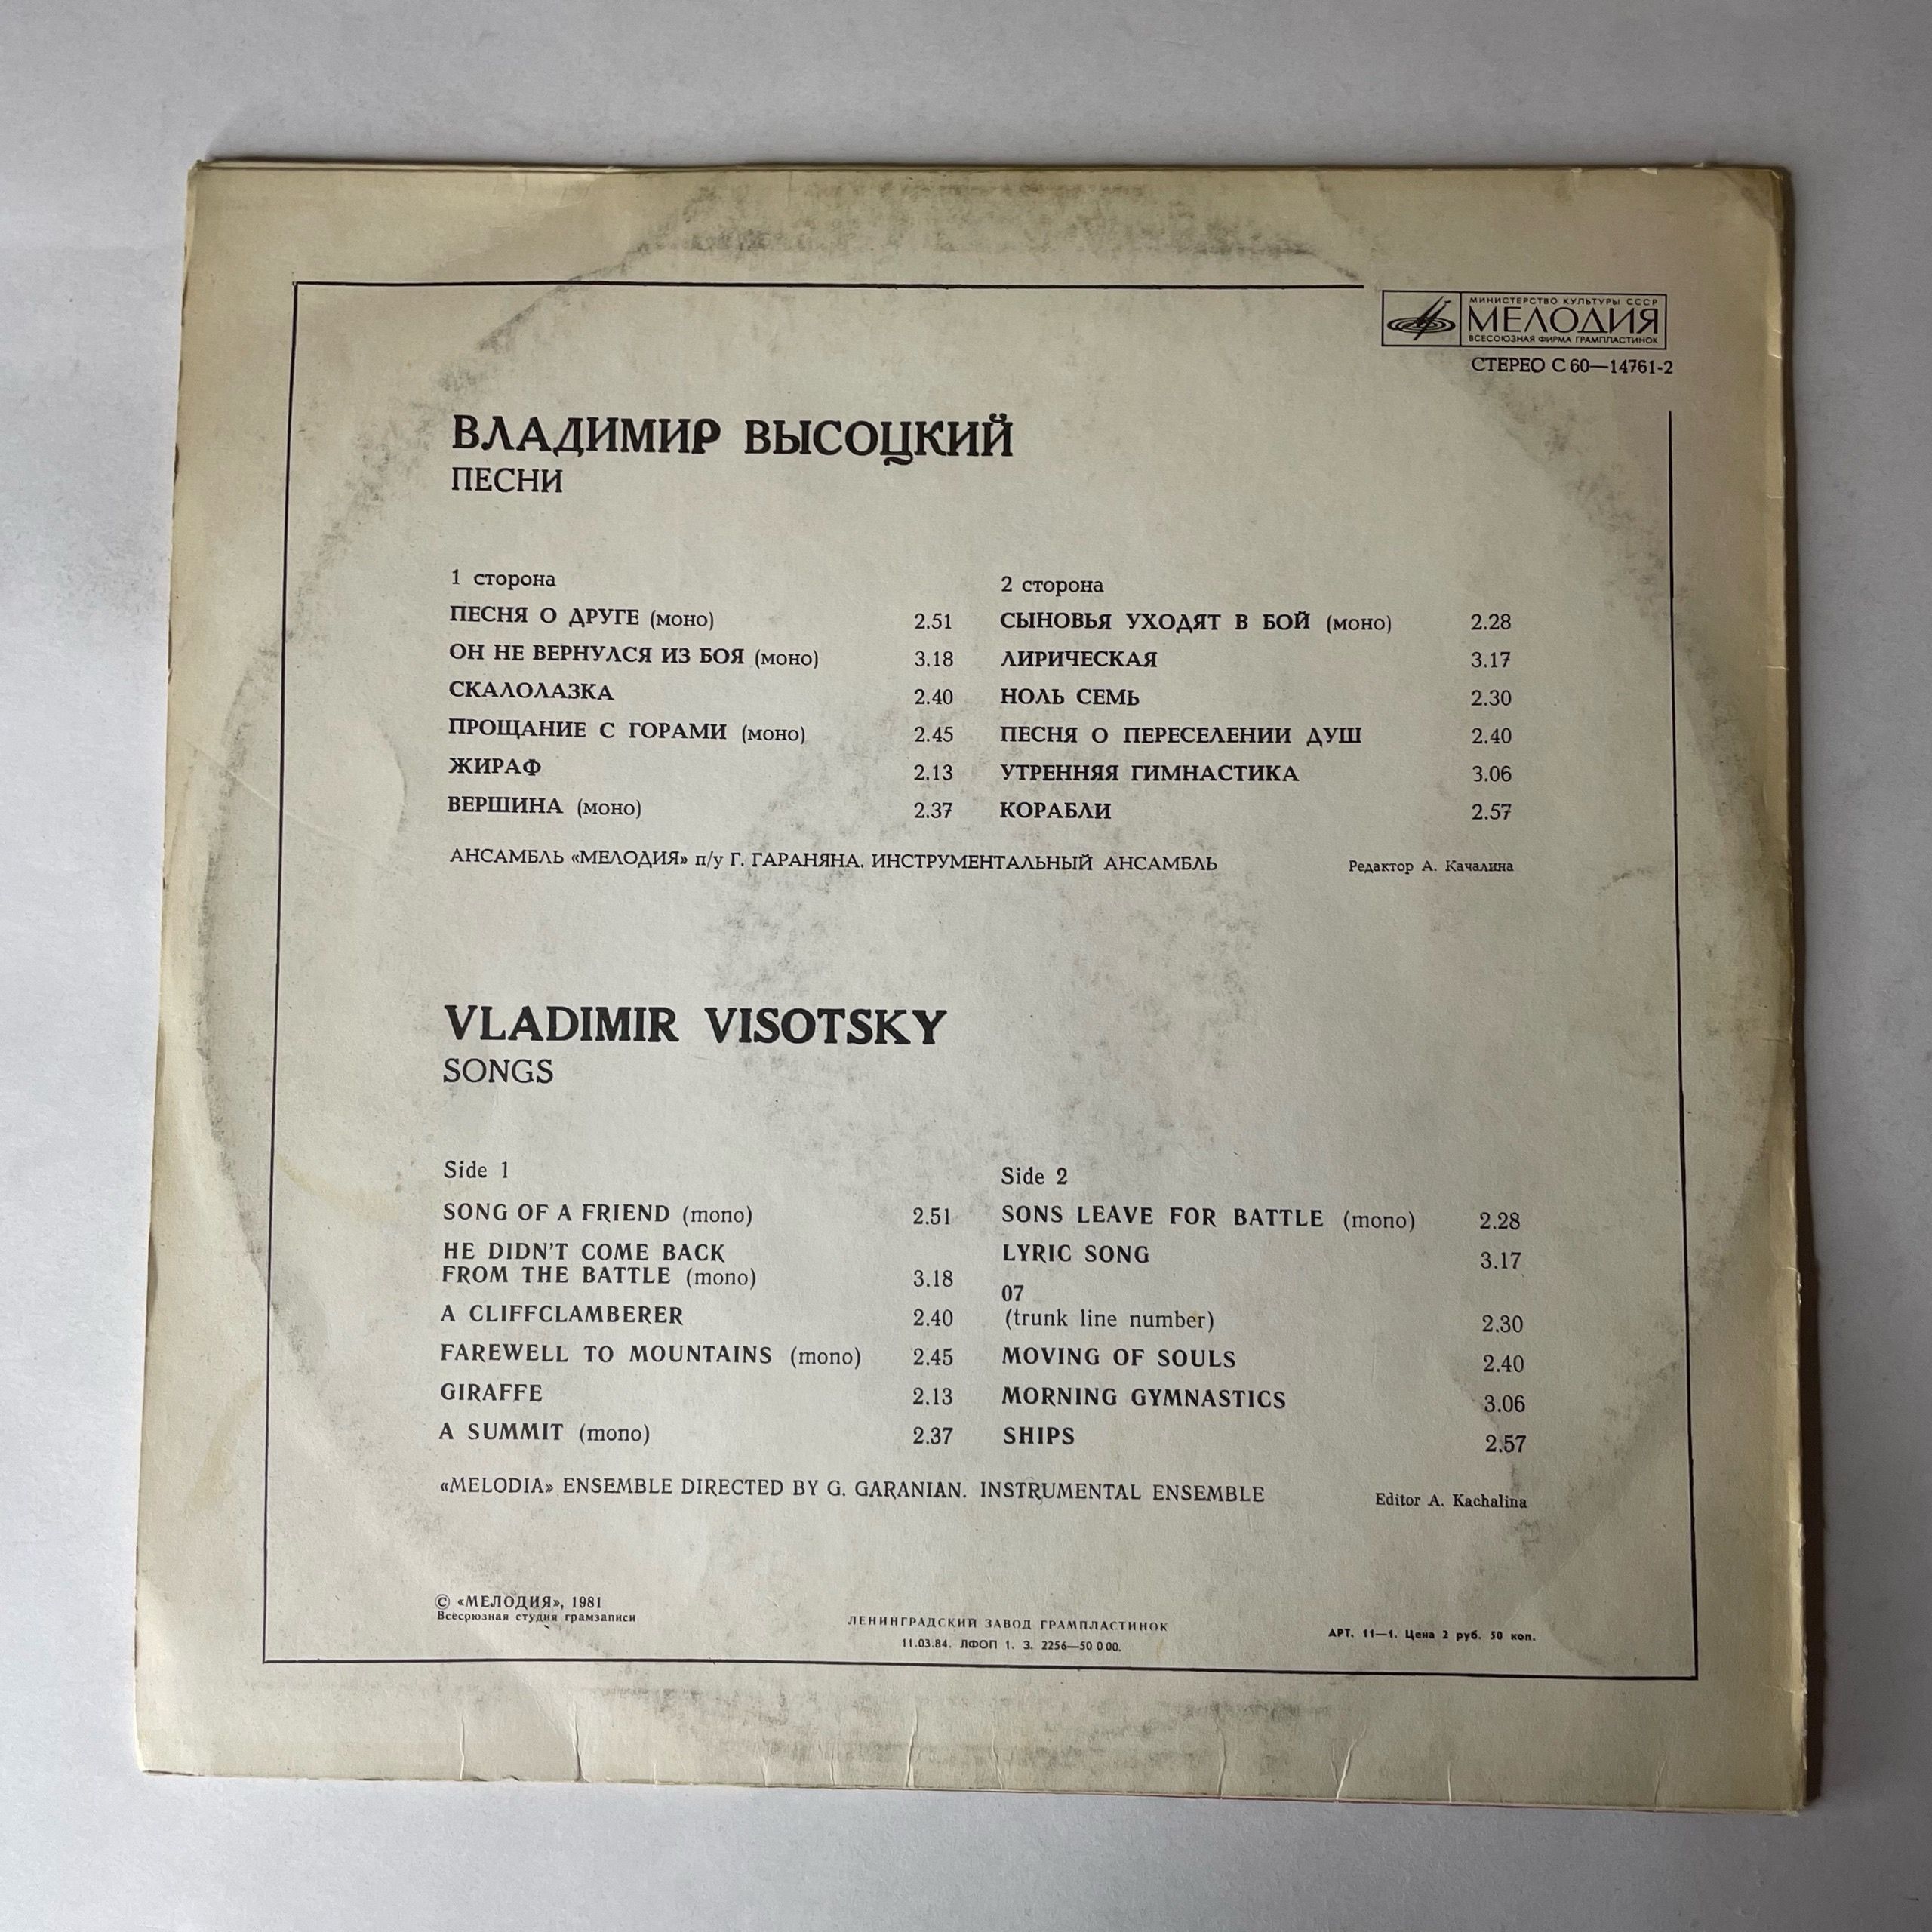 МИНИСТЕРСТВО КУЛЬТУРЫ СССР
МЕЛОДИЯ
ВСЕСОЮЗНАЯ ФИРМА ГРАМПЛАСТИНОК
СТЕРЕО С 60—14761-2
ВЛАДИМИР ВЫСОЦКИЙ
ПЕСНИ
1 сторона
ПЕСНЯ О ДРУГЕ (моно) 2.51
ОН НЕ ВЕРНУЛСЯ ИЗ БОЯ (моно) 3.18
СКАЛОЛАЗКА 2.40
ПРОЩАНИЕ С ГОРАМИ (моно) 2.45
ЖИРАФ 2.13
ВЕРШИНА (моно) 2.37
2 сторона
СЫНОВЬЯ УХОДЯТ В БОЙ (моно) 2.28
ЛИРИЧЕСКАЯ 3.17
НОЛЬ СЕМЬ 2.30
ПЕСНЯ О ПЕРЕСЕЛЕНИИ ДУШ 2.40
УТРЕННЯЯ ГИМНАСТИКА 3.06
КОРАБЛИ 2.57
АНСАМБЛЬ «МЕЛОДИЯ» п/у Г. ГАРАНЯНА. ИНСТРУМЕНТАЛЬНЫЙ АНСАМБЛЬ
Редактор А. Качалина
VLADIMIR VISOTSKY
SONGS
Side 1
SONG OF A FRIEND (mono) 2.51
HE DIDN'T COME BACK
FROM THE BATTLE (mono) 3.18
A CLIFFCLAMBERER 2.40
FAREWELL TO MOUNTAINS (mono) 2.45
GIRAFFE 2.13
A SUMMIT (mono) 2.37
Side 2
SONS LEAVE FOR BATTLE (mono) 2.28
LYRIC SONG 3.17
07
(trunk line number) 2.30
MOVING OF SOULS 2.40
MORNING GYMNASTICS 3.06
SHIPS 2.57
«MELODIA» ENSEMBLE DIRECTED BY G. GARANIAN. INSTRUMENTAL ENSEMBLE
Editor A. Kachalina
© «МЕЛОДИЯ», 1981
Всесоюзная студия грамзаписи
ЛЕНИНГРАДСКИЙ ЗАВОД ГРАМПЛАСТИНОК
11.03.84. ЛФОП 1. З. 2256—50 0 00.
АРТ. 11—1. Цена 2 руб. 50 коп.